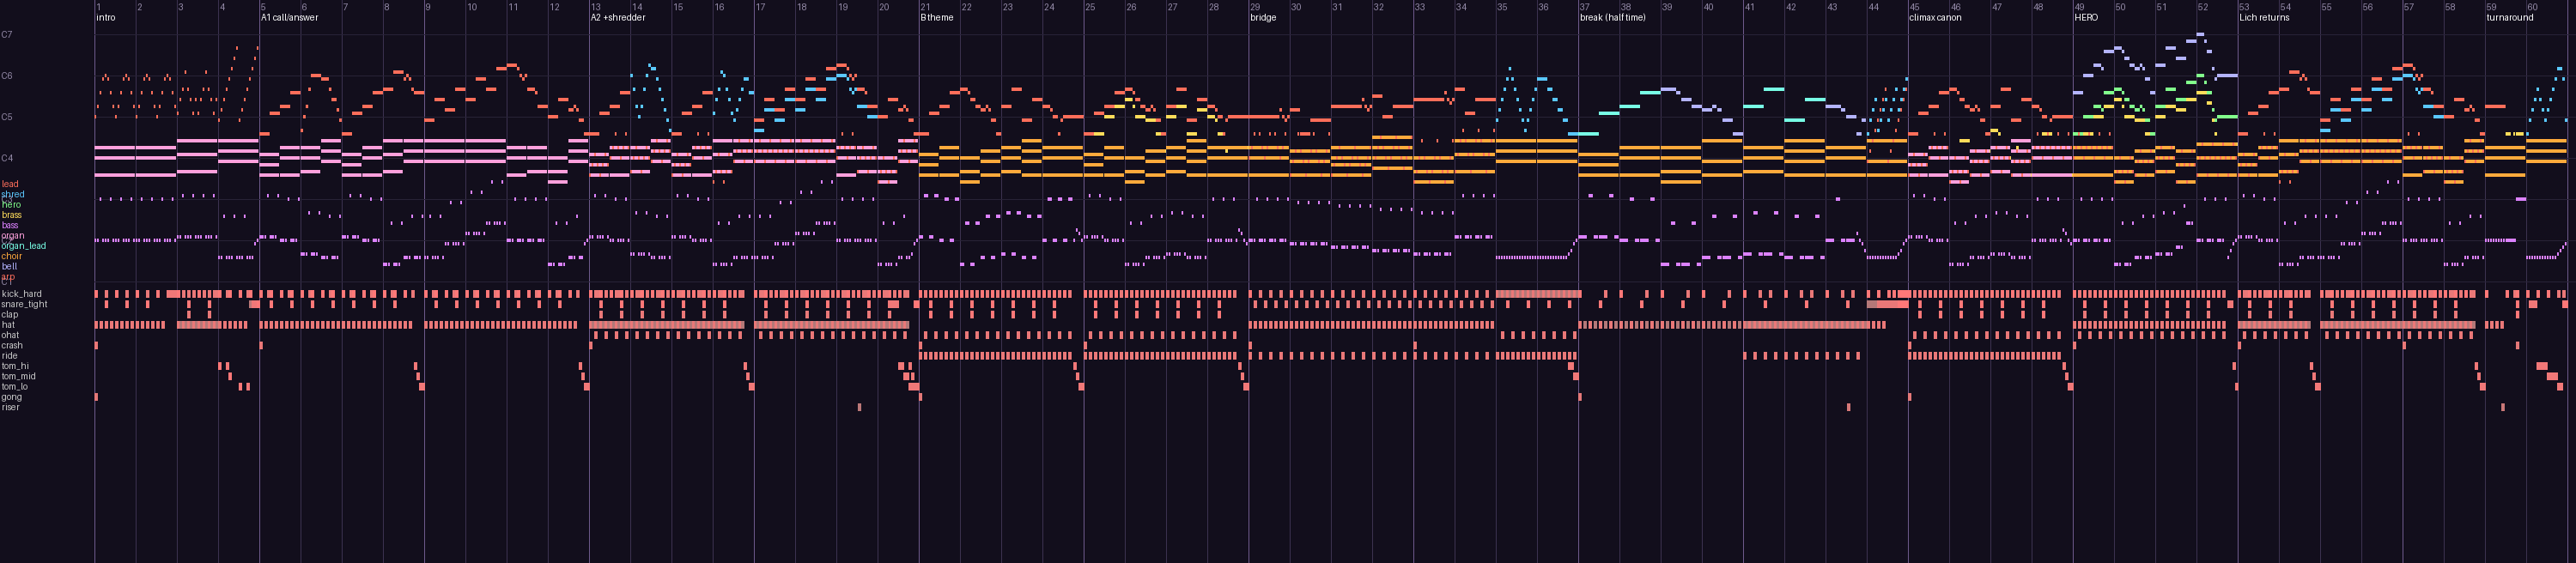 1 2 3 4 5 6 7 8 9 10 11 12 13 14 15 16 17 18 19 20 21 22 23 24 25 26 27 28 29 30 31 32 33 34 35 36 37 38 39 40 41 42 43 44 45 46 47 48 49 50 51 52 53 54 55 56 57 58 59 60
intro A1 call/answer A2 +shredder B theme bridge break (half time) climax canon HERO Lich returns turnaround
C7
C6
C5
C4
lead
shred
hero
brass
bass
organ
organ_lead
choir
bell
arp
C1
kick_hard
snare_tight
clap
hat
ohat
crash
ride
tom_hi
tom_mid
tom_lo
gong
riser